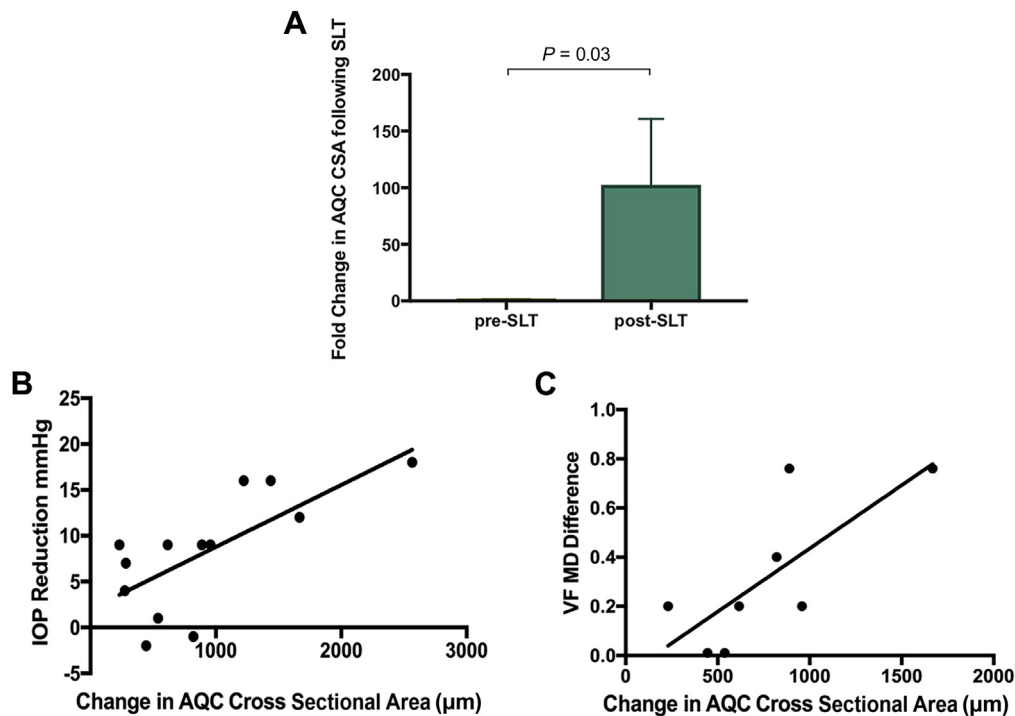 A
Fold Change in AQC CSA following SLT
P = 0.03
200
150
100
50
0
pre-SLT
post-SLT
B
IOP Reduction mmHg
25
20
15
10
5
0
-5
1000
2000
3000
Change in AQC Cross Sectional Area (µm)
C
VF MD Difference
1.0
0.8
0.6
0.4
0.2
0.0
0
500
1000
1500
2000
Change in AQC Cross Sectional Area (µm)